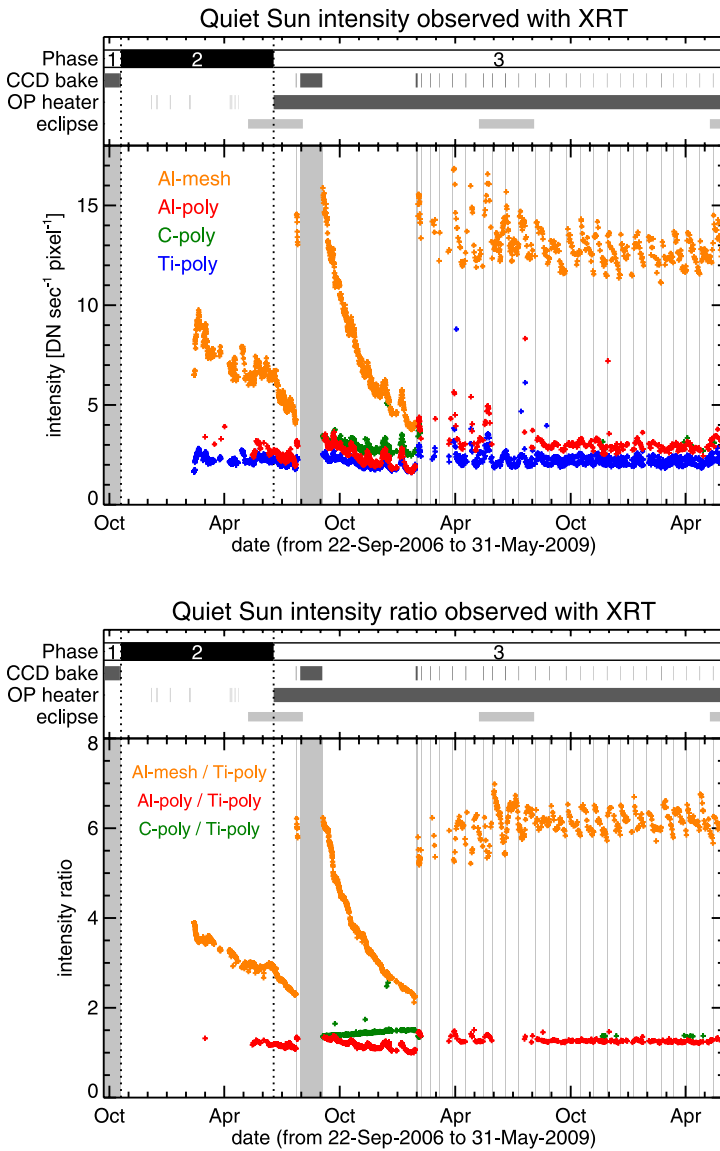 Quiet Sun intensity observed with XRT
Phase 1 2 3
CCD bake
OP heater
eclipse
Al-mesh
Al-poly
C-poly
Ti-poly
15
10
5
0
intensity [DN sec⁻¹ pixel⁻¹]
Oct Apr Oct Apr Oct Apr
date (from 22-Sep-2006 to 31-May-2009)
Quiet Sun intensity ratio observed with XRT
Phase 1 2 3
CCD bake
OP heater
eclipse
Al-mesh / Ti-poly
Al-poly / Ti-poly
C-poly / Ti-poly
8
6
4
2
0
intensity ratio
Oct Apr Oct Apr Oct Apr
date (from 22-Sep-2006 to 31-May-2009)